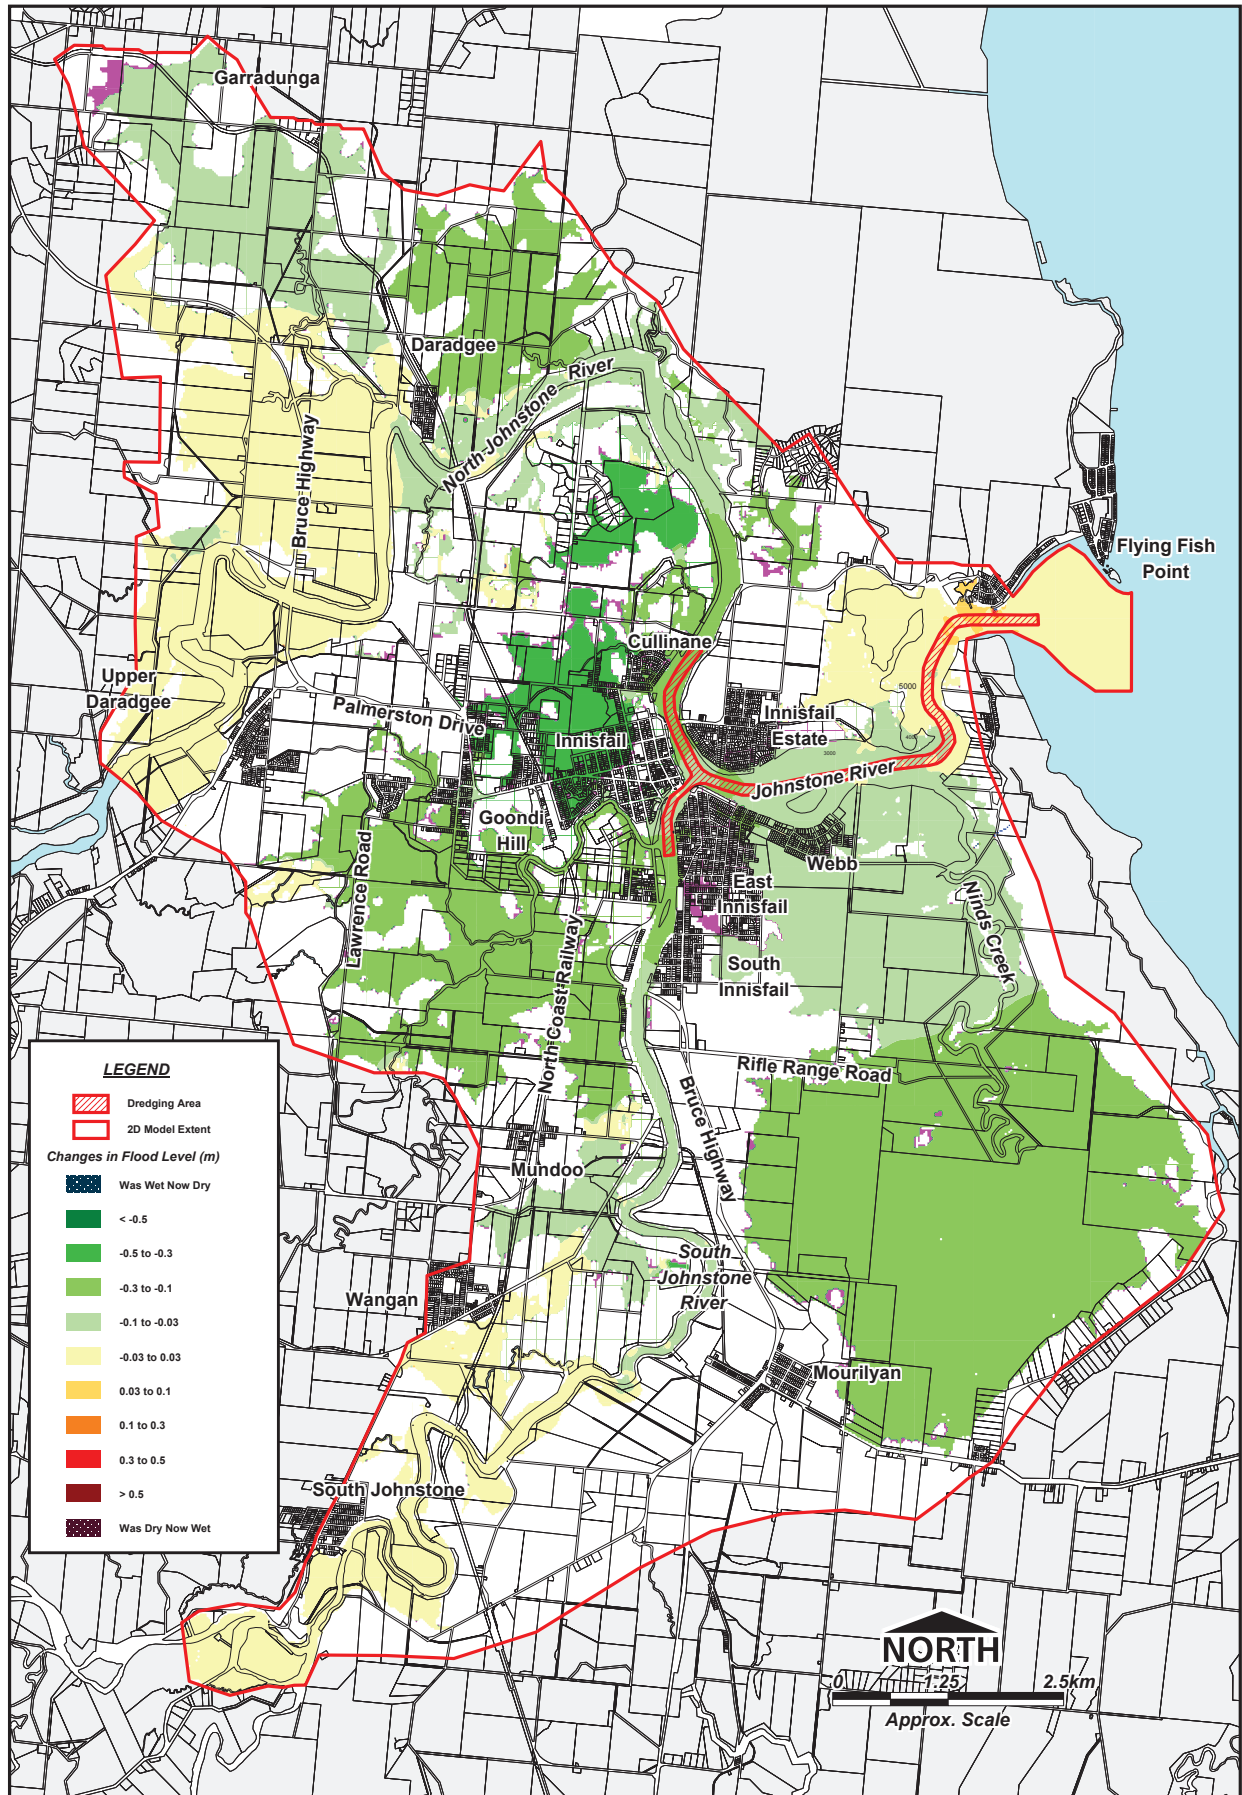 Garradunga
Daradgee
North Johnstone River
Bruce Highway
Flying Fish
Point
Cullinane
Upper
Daradgee
Palmerston Drive
Innisfail
Innisfail
Estate
5000
3000
Johnstone River
Goondi
Hill
Webb
Lawrence Road
East
Innisfail
Ninds Creek
South
Innisfail
North Coast Railway
Rifle Range Road
Bruce Highway
Mundoo
South
Johnstone
River
Wangan
Mourilyan
South Johnstone
LEGEND
Dredging Area
2D Model Extent
Changes in Flood Level (m)
Was Wet Now Dry
< -0.5
-0.5 to -0.3
-0.3 to -0.1
-0.1 to -0.03
-0.03 to 0.03
0.03 to 0.1
0.1 to 0.3
0.3 to 0.5
> 0.5
Was Dry Now Wet
NORTH
0 1.25 2.5km
Approx. Scale